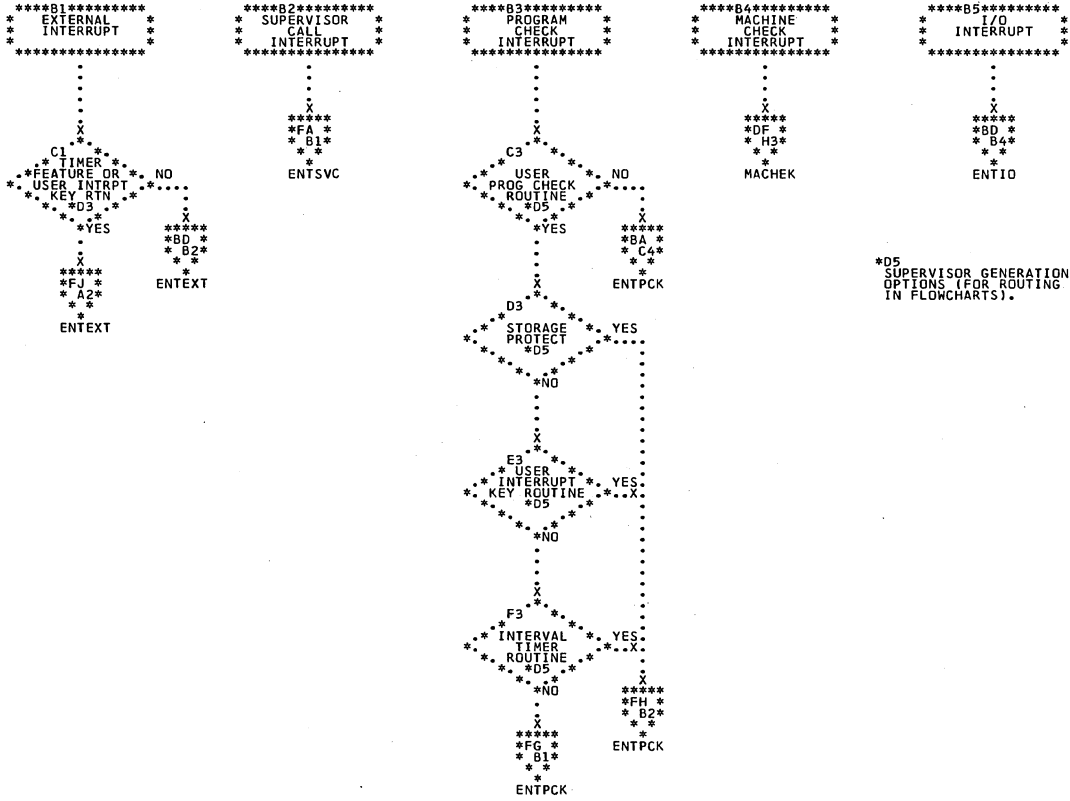 ****B1*********
EXTERNAL
INTERRUPT
****B2*********
SUPERVISOR
CALL
INTERRUPT
****B3*********
PROGRAM
CHECK
INTERRUPT
****B4*********
MACHINE
CHECK
INTERRUPT
****B5*********
I/O
INTERRUPT
C1
TIMER
FEATURE OR
USER INTRPT
KEY RTN
*D3
NO
*YES
*BD *
* B2*
ENTEXT
*FJ *
* A2*
ENTEXT
*FA *
* B1*
ENTSVC
C3
USER
PROG CHECK
ROUTINE
*D5
NO
*YES
*BA *
* C4*
ENTPCK
D3
STORAGE
PROTECT
*D5
YES
*NO
E3
USER
INTERRUPT
KEY ROUTINE
*D5
YES
*NO
F3
INTERVAL
TIMER
ROUTINE
*D5
YES
*NO
*FH *
* B2*
ENTPCK
*FG *
* B1*
ENTPCK
*DF *
* H3*
MACHEK
*BD *
* B4*
ENTIO
*D5
SUPERVISOR GENERATION
OPTIONS (FOR ROUTING
IN FLOWCHARTS).